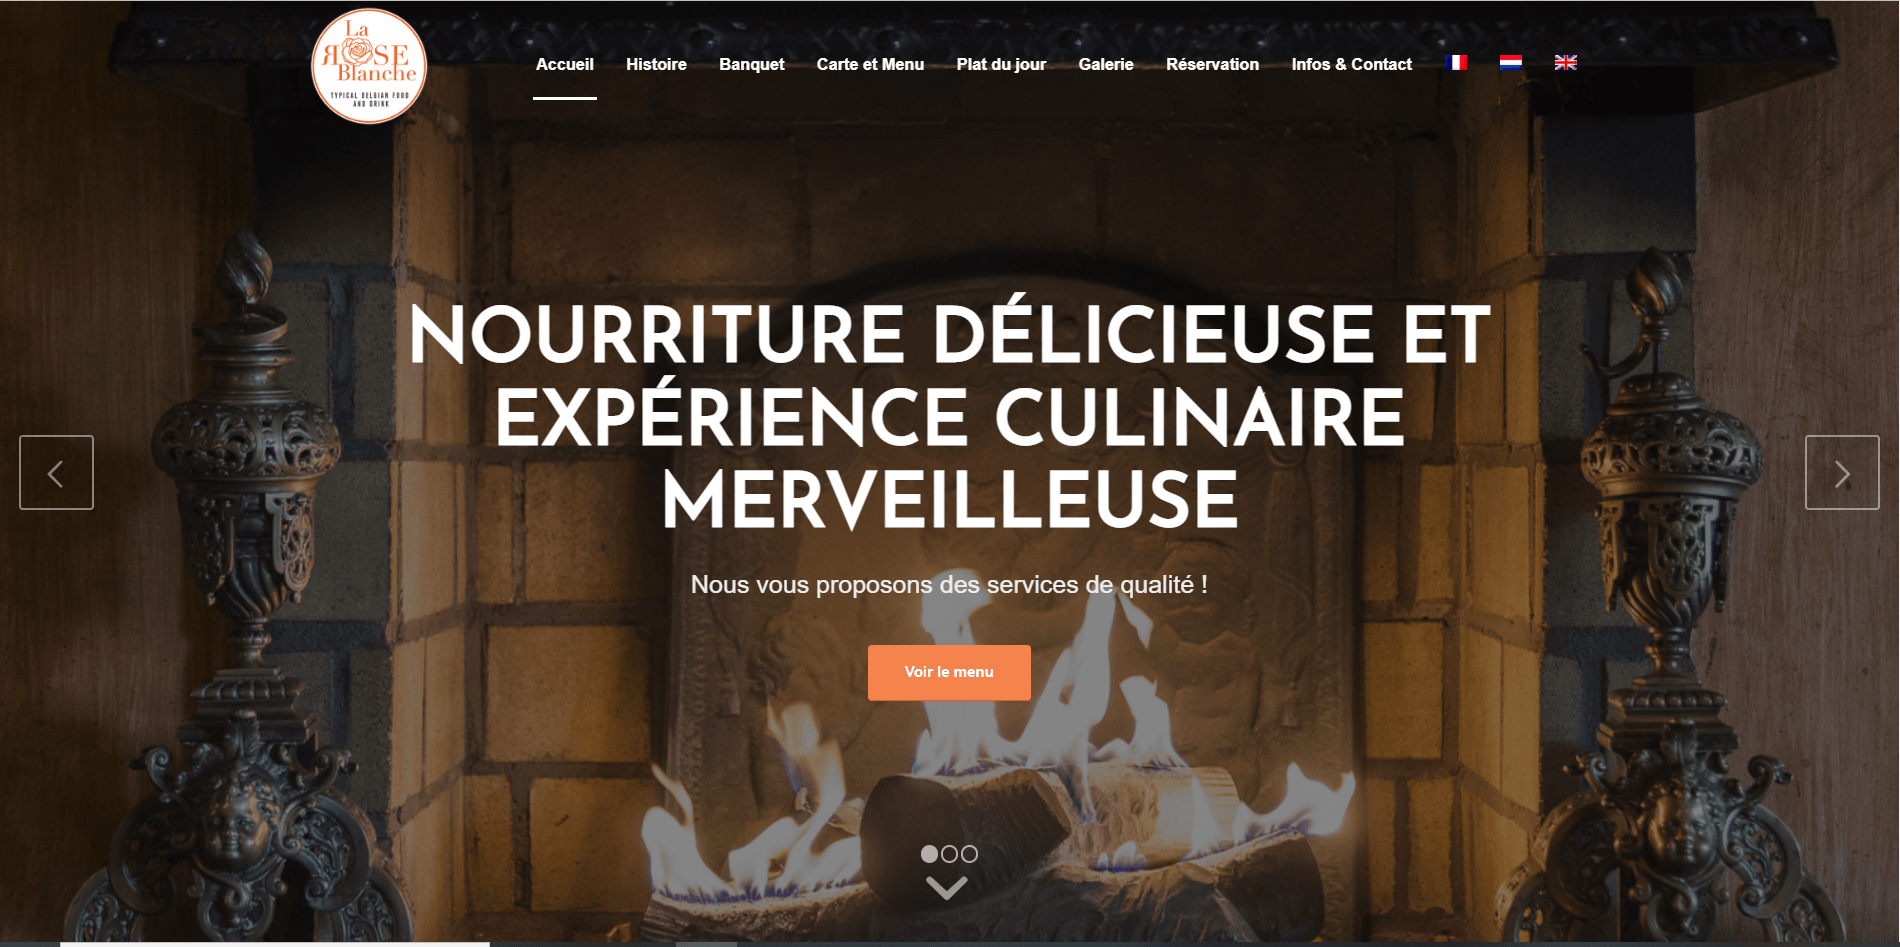 La
ROSE
Blanche
TYPICAL BELGIAN FOOD
AND DRINK
Accueil Histoire Banquet Carte et Menu Plat du jour Galerie Réservation Infos & Contact
NOURRITURE DÉLICIEUSE ET
EXPÉRIENCE CULINAIRE
MERVEILLEUSE
Nous vous proposons des services de qualité !
Voir le menu